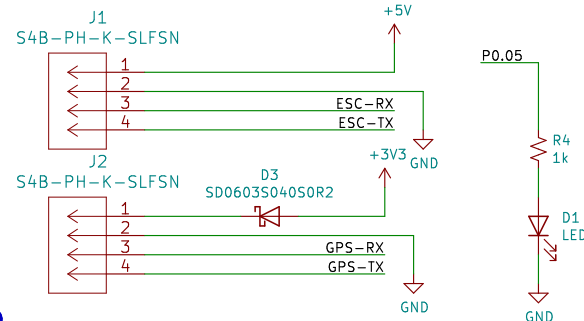 J1
S4B-PH-K-SLFSN
+5V
1
2
3
4
ESC-RX
ESC-TX
GND
J2
S4B-PH-K-SLFSN
D3
SD0603S040S0R2
+3V3
1
2
3
4
GPS-RX
GPS-TX
GND
P0.05
R4
1k
D1
LED
GND